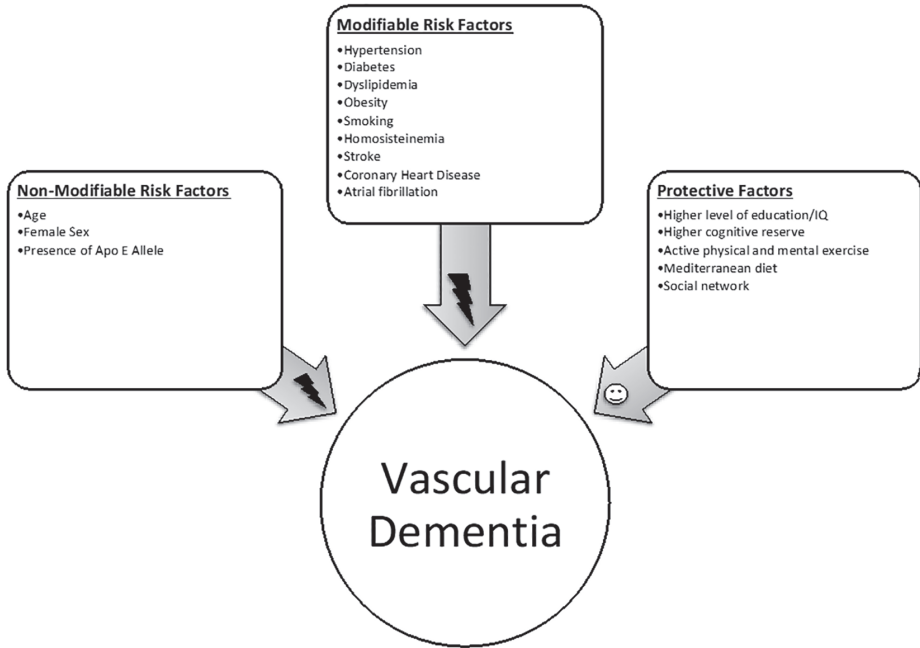 Modifiable Risk Factors
•Hypertension
•Diabetes
•Dyslipidemia
•Obesity
•Smoking
•Homosisteinemia
•Stroke
•Coronary Heart Disease
•Atrial fibrillation
Non-Modifiable Risk Factors
•Age
•Female Sex
•Presence of Apo E Allele
Protective Factors
•Higher level of education/IQ
•Higher cognitive reserve
•Active physical and mental exercise
•Mediterranean diet
•Social network
Vascular
Dementia